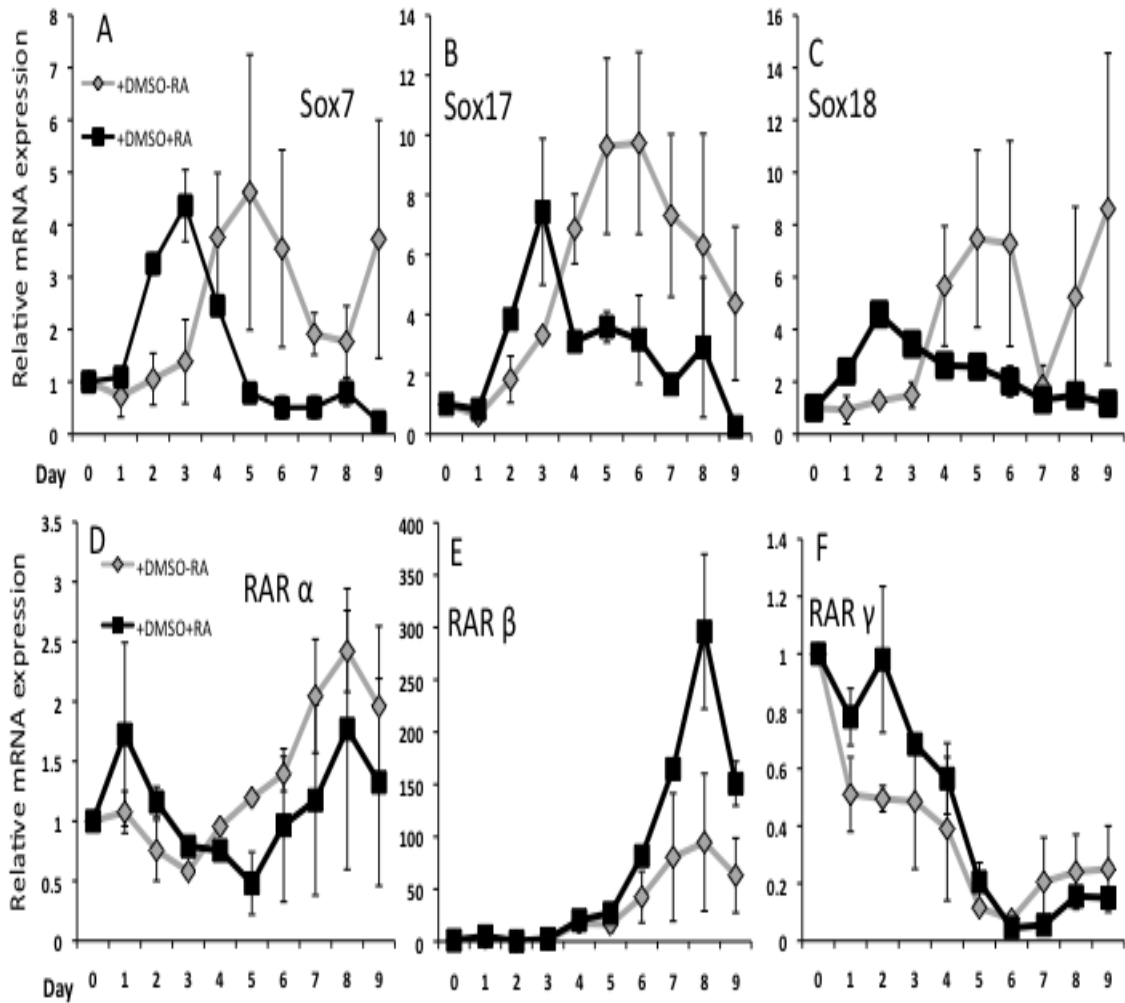 A
B
C
+DMSO-RA
+DMSO+RA
Sox7
Sox17
Sox18
Relative mRNA expression
8
7
6
5
4
3
2
1
0
14
12
10
8
6
4
2
0
16
14
12
10
8
6
4
2
0
Day 0 1 2 3 4 5 6 7 8 9
0 1 2 3 4 5 6 7 8 9
0 1 2 3 4 5 6 7 8 9
D
E
F
+DMSO-RA
+DMSO+RA
RAR α
RAR β
RAR γ
Relative mRNA expression
3.5
3
2.5
2
1.5
1
0.5
0
400
350
300
250
200
150
100
50
0
1.4
1.2
1
0.8
0.6
0.4
0.2
0
Day 0 1 2 3 4 5 6 7 8 9
0 1 2 3 4 5 6 7 8 9
0 1 2 3 4 5 6 7 8 9